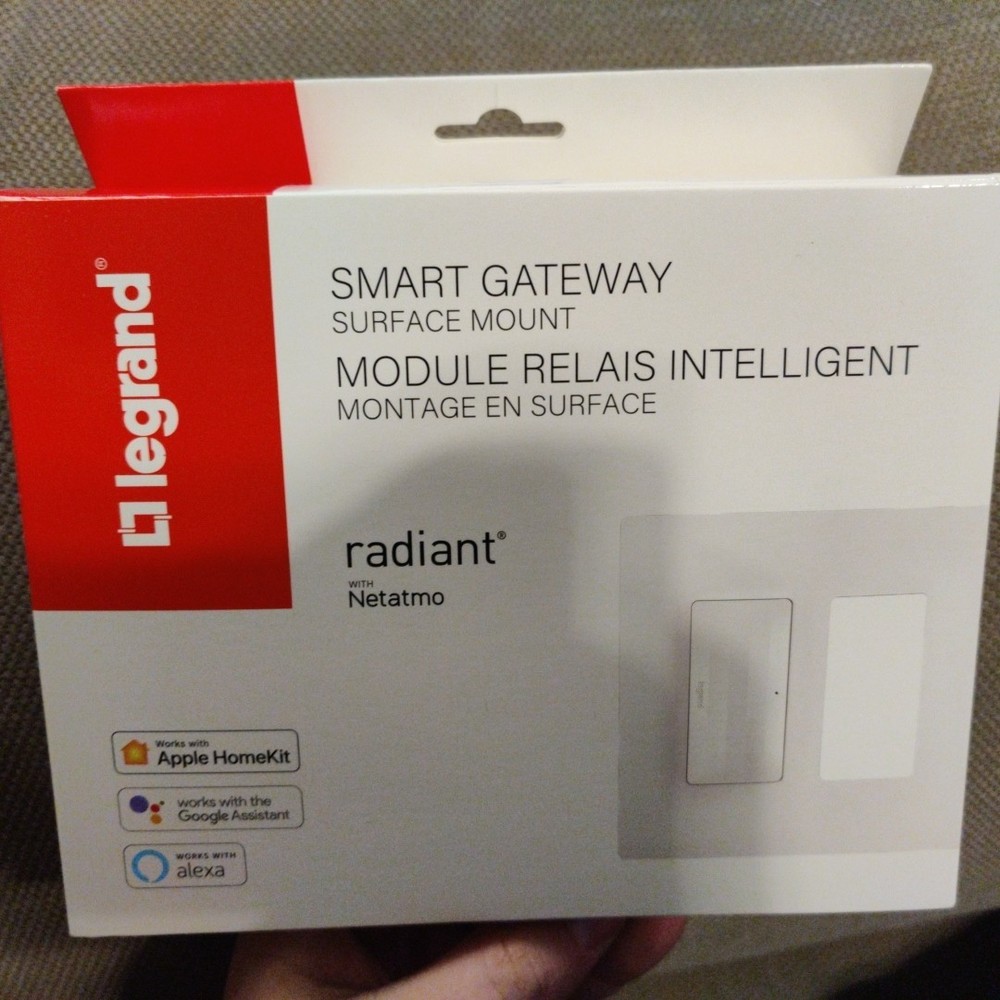 legrand®
SMART GATEWAY
SURFACE MOUNT
MODULE RELAIS INTELLIGENT
MONTAGE EN SURFACE
radiant®
WITH
Netatmo
legrand
Works with
Apple HomeKit
works with the
Google Assistant
WORKS WITH
alexa